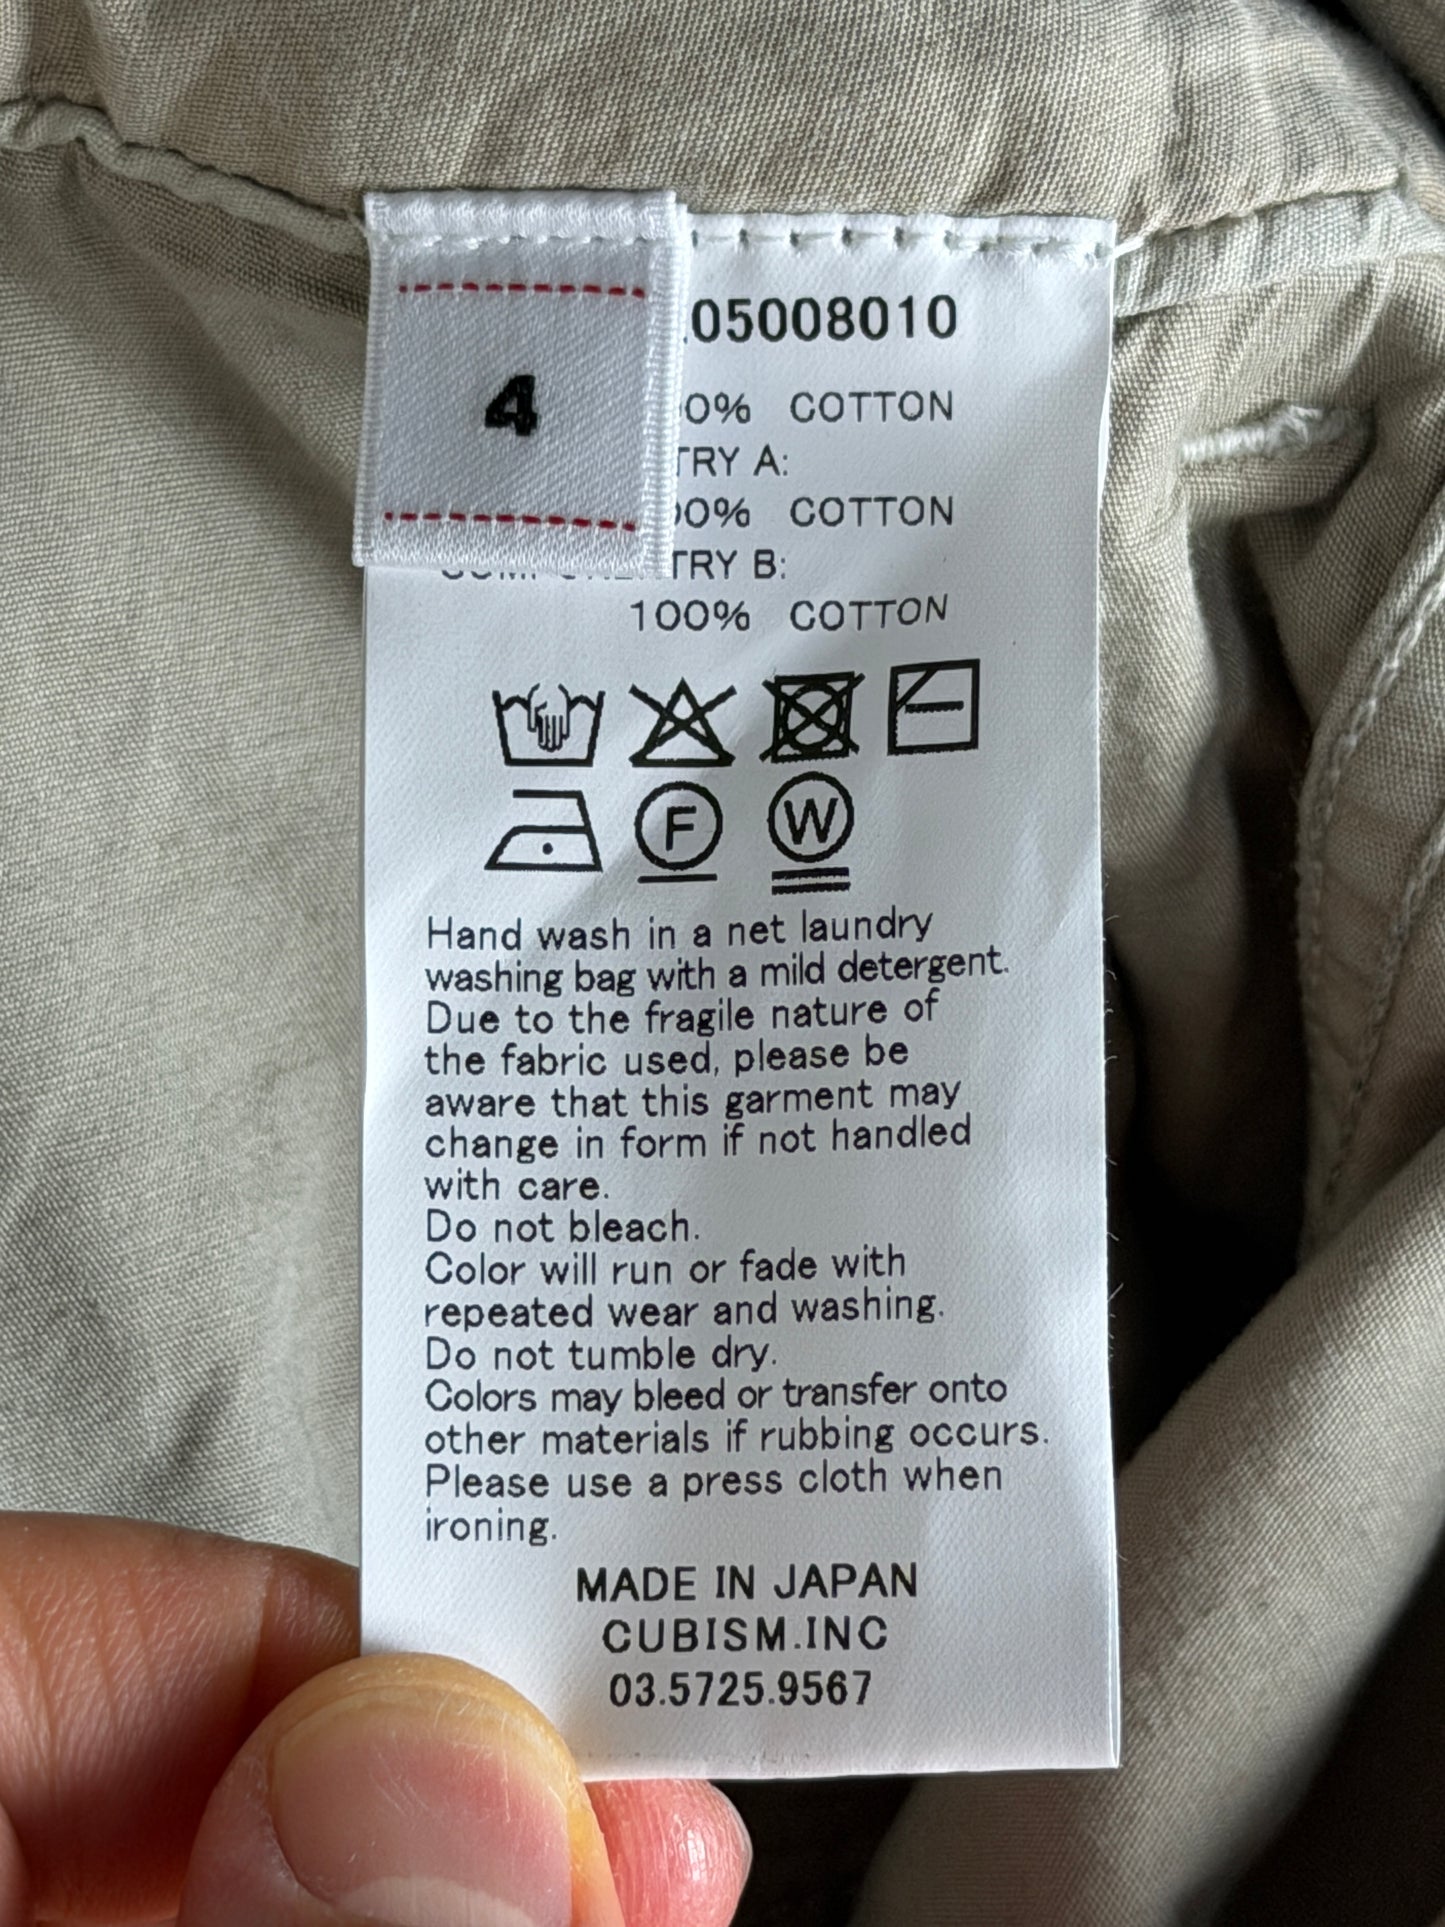 4
05008010
0% COTTON
TRY A:
00% COTTON
TRY B:
100% COTTON
F
W
Hand wash in a net laundry
washing bag with a mild detergent.
Due to the fragile nature of
the fabric used, please be
aware that this garment may
change in form if not handled
with care.
Do not bleach.
Color will run or fade with
repeated wear and washing.
Do not tumble dry.
Colors may bleed or transfer onto
other materials if rubbing occurs.
Please use a press cloth when
ironing.
MADE IN JAPAN
CUBISM.INC
03.5725.9567